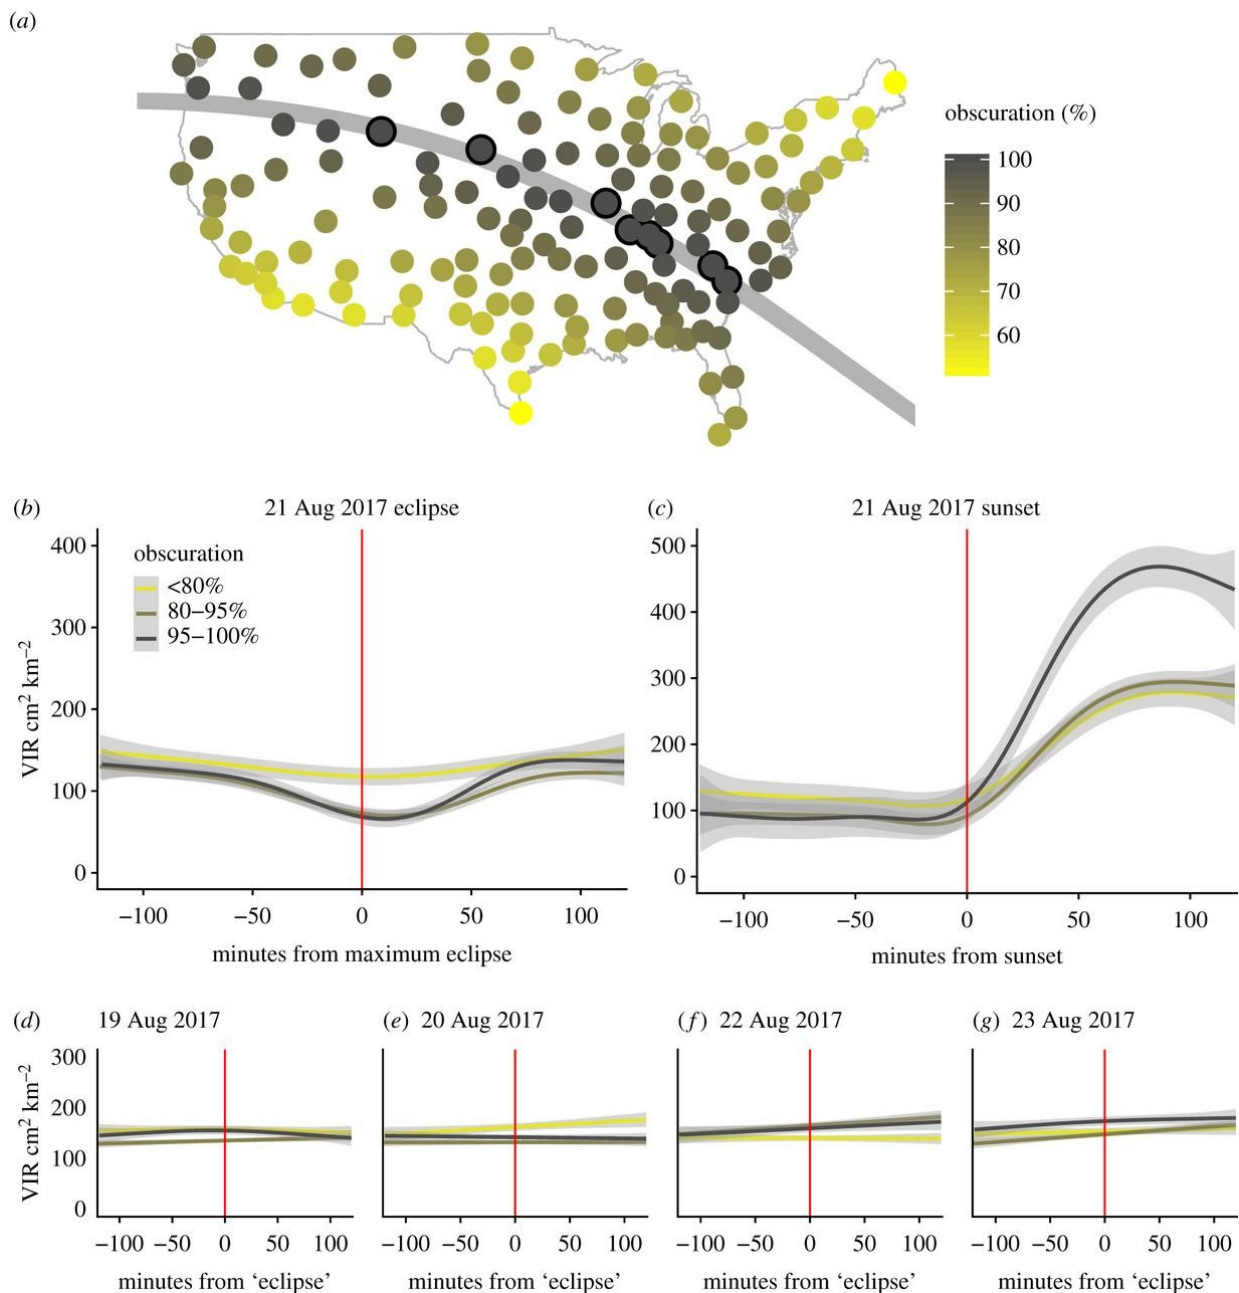 (a)
obscuration (%)
100
90
80
70
60
(b) 21 Aug 2017 eclipse
400
300
200
100
0
VIR cm² km⁻²
obscuration
<80%
80–95%
95–100%
−100 −50 0 50 100
minutes from maximum eclipse
(c) 21 Aug 2017 sunset
500
400
300
200
100
0
−100 −50 0 50 100
minutes from sunset
(d) 19 Aug 2017
300
200
100
0
VIR cm² km⁻²
−100 −50 0 50 100
minutes from ‘eclipse’
(e) 20 Aug 2017
−100 −50 0 50 100
minutes from ‘eclipse’
(f) 22 Aug 2017
−100 −50 0 50 100
minutes from ‘eclipse’
(g) 23 Aug 2017
−100 −50 0 50 100
minutes from ‘eclipse’